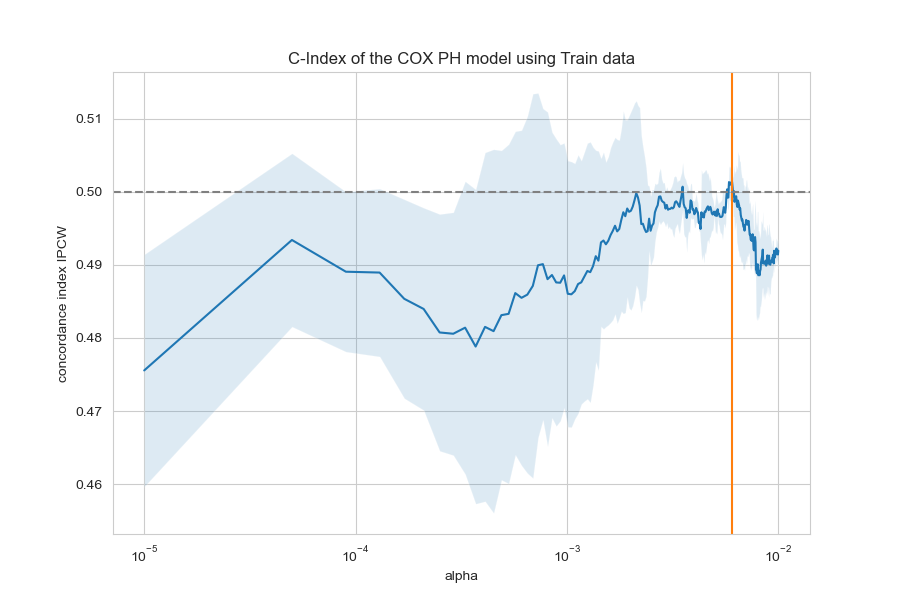 C-Index of the COX PH model using Train data
concordance index IPCW
0.51
0.50
0.49
0.48
0.47
0.46
10⁻⁵ 10⁻⁴ 10⁻³ 10⁻²
alpha